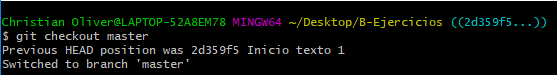 Christian Oliver@LAPTOP-52A8EM78 MINGW64 ~/Desktop/B-Ejercicios ((2d359f5...))
$ git checkout master
Previous HEAD position was 2d359f5 Inicio texto 1
Switched to branch 'master'